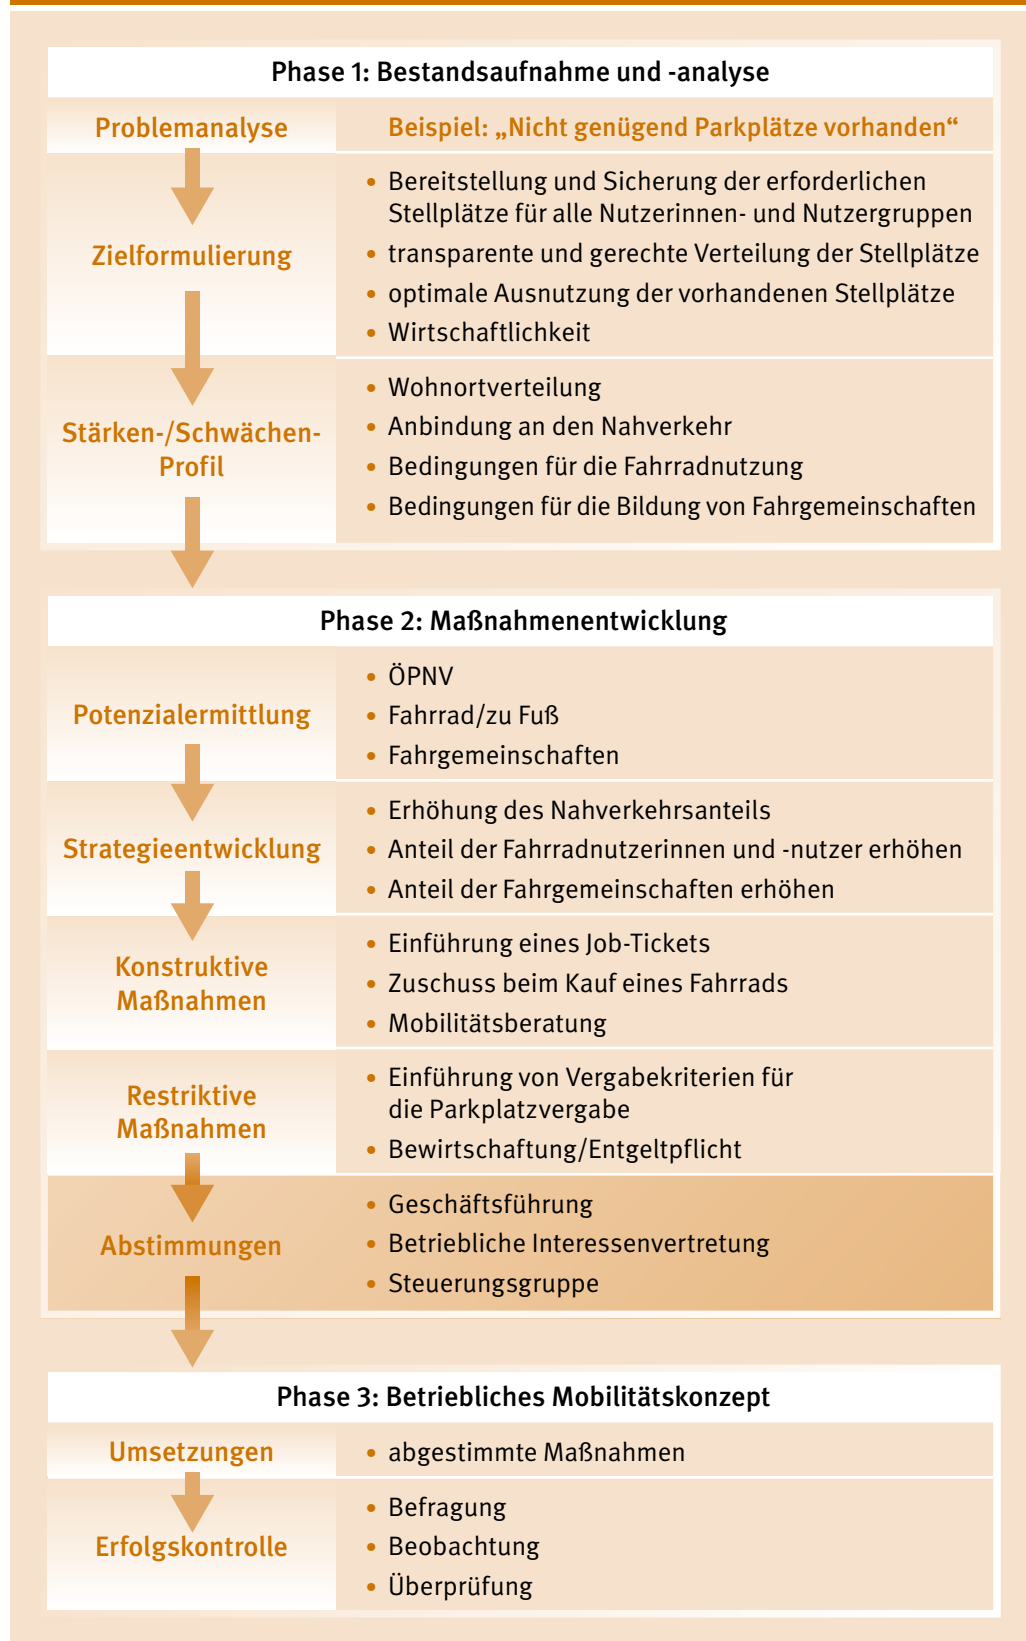 Phase 1: Bestandsaufnahme und -analyse
Problemanalyse
Beispiel: „Nicht genügend Parkplätze vorhanden“
Zielformulierung
• Bereitstellung und Sicherung der erforderlichen
Stellplätze für alle Nutzerinnen- und Nutzergruppen
• transparente und gerechte Verteilung der Stellplätze
• optimale Ausnutzung der vorhandenen Stellplätze
• Wirtschaftlichkeit
Stärken-/Schwächen-
Profil
• Wohnortverteilung
• Anbindung an den Nahverkehr
• Bedingungen für die Fahrradnutzung
• Bedingungen für die Bildung von Fahrgemeinschaften
Phase 2: Maßnahmenentwicklung
Potenzialermittlung
• ÖPNV
• Fahrrad/zu Fuß
• Fahrgemeinschaften
Strategieentwicklung
• Erhöhung des Nahverkehrsanteils
• Anteil der Fahrradnutzerinnen und -nutzer erhöhen
• Anteil der Fahrgemeinschaften erhöhen
Konstruktive
Maßnahmen
• Einführung eines Job-Tickets
• Zuschuss beim Kauf eines Fahrrads
• Mobilitätsberatung
Restriktive
Maßnahmen
• Einführung von Vergabekriterien für
die Parkplatzvergabe
• Bewirtschaftung/Entgeltpflicht
Abstimmungen
• Geschäftsführung
• Betriebliche Interessenvertretung
• Steuerungsgruppe
Phase 3: Betriebliches Mobilitätskonzept
Umsetzungen
• abgestimmte Maßnahmen
Erfolgskontrolle
• Befragung
• Beobachtung
• Überprüfung